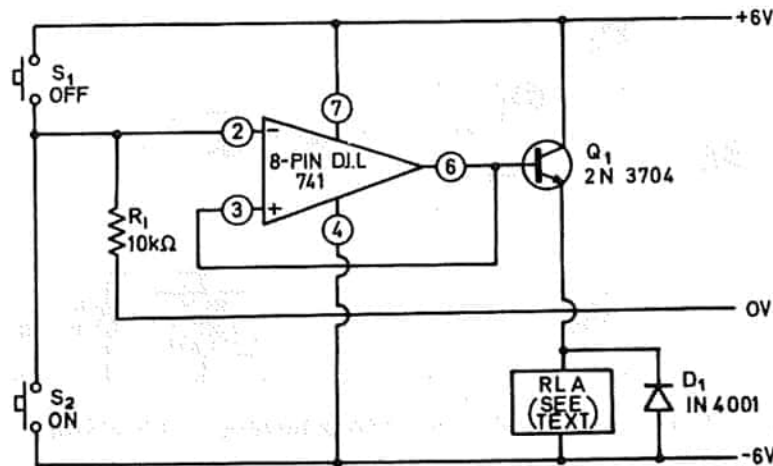 +6V
S1
OFF
7
2
-
8-PIN D.I.L
741
6
Q1
2N 3704
3
+
4
R1
10kΩ
0V
S2
ON
RLA
(SEE
TEXT)
D1
IN 4001
-6V